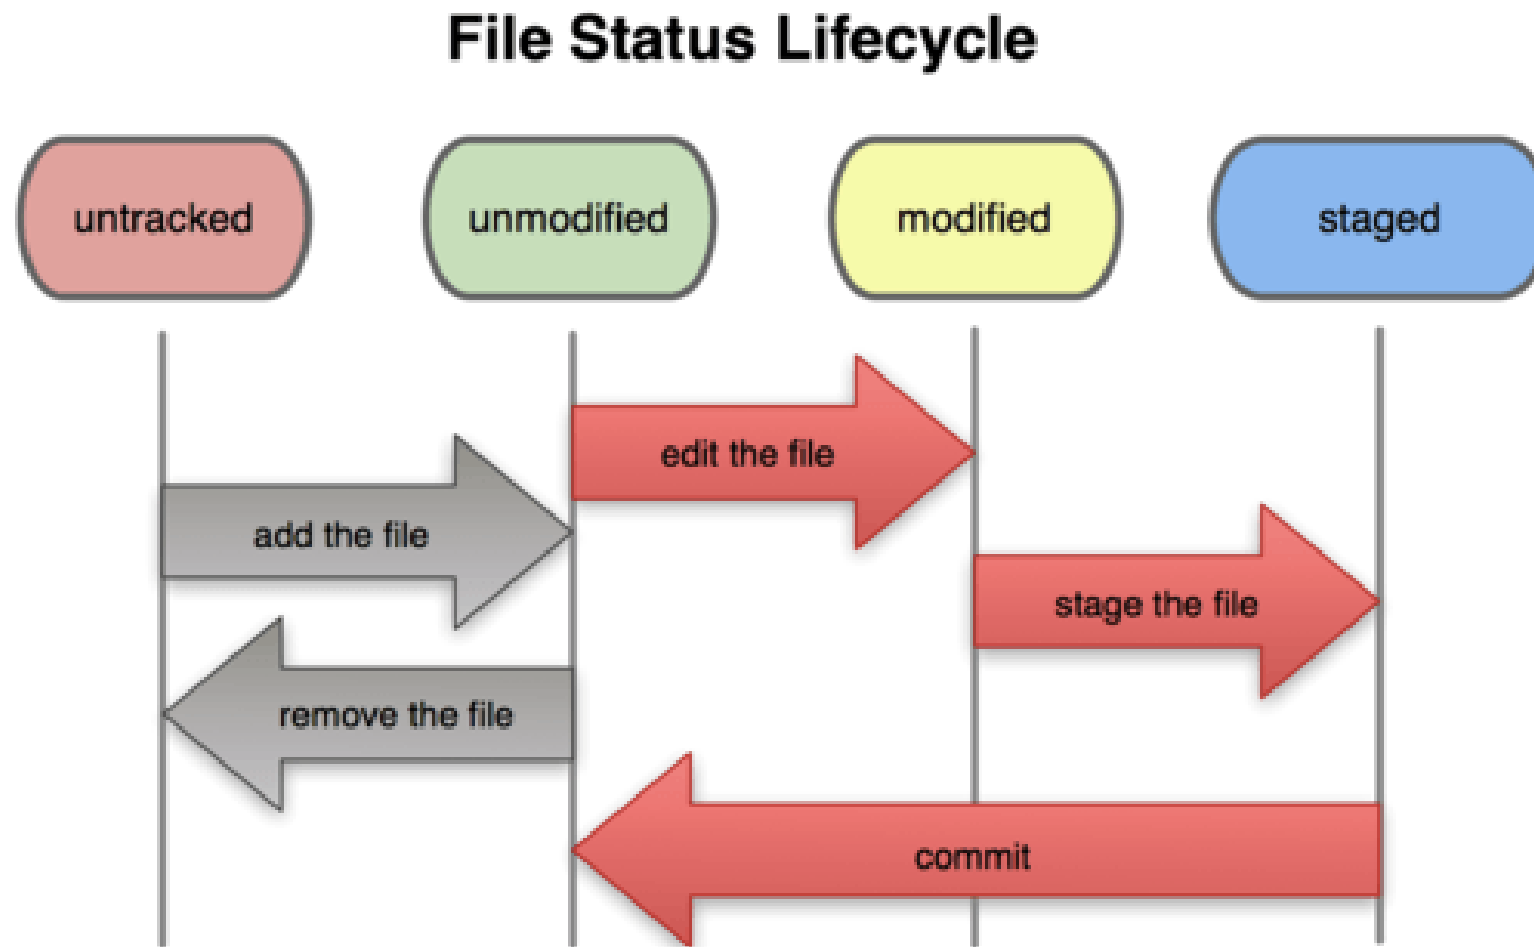 File Status Lifecycle
untracked
unmodified
modified
staged
edit the file
add the file
stage the file
remove the file
commit